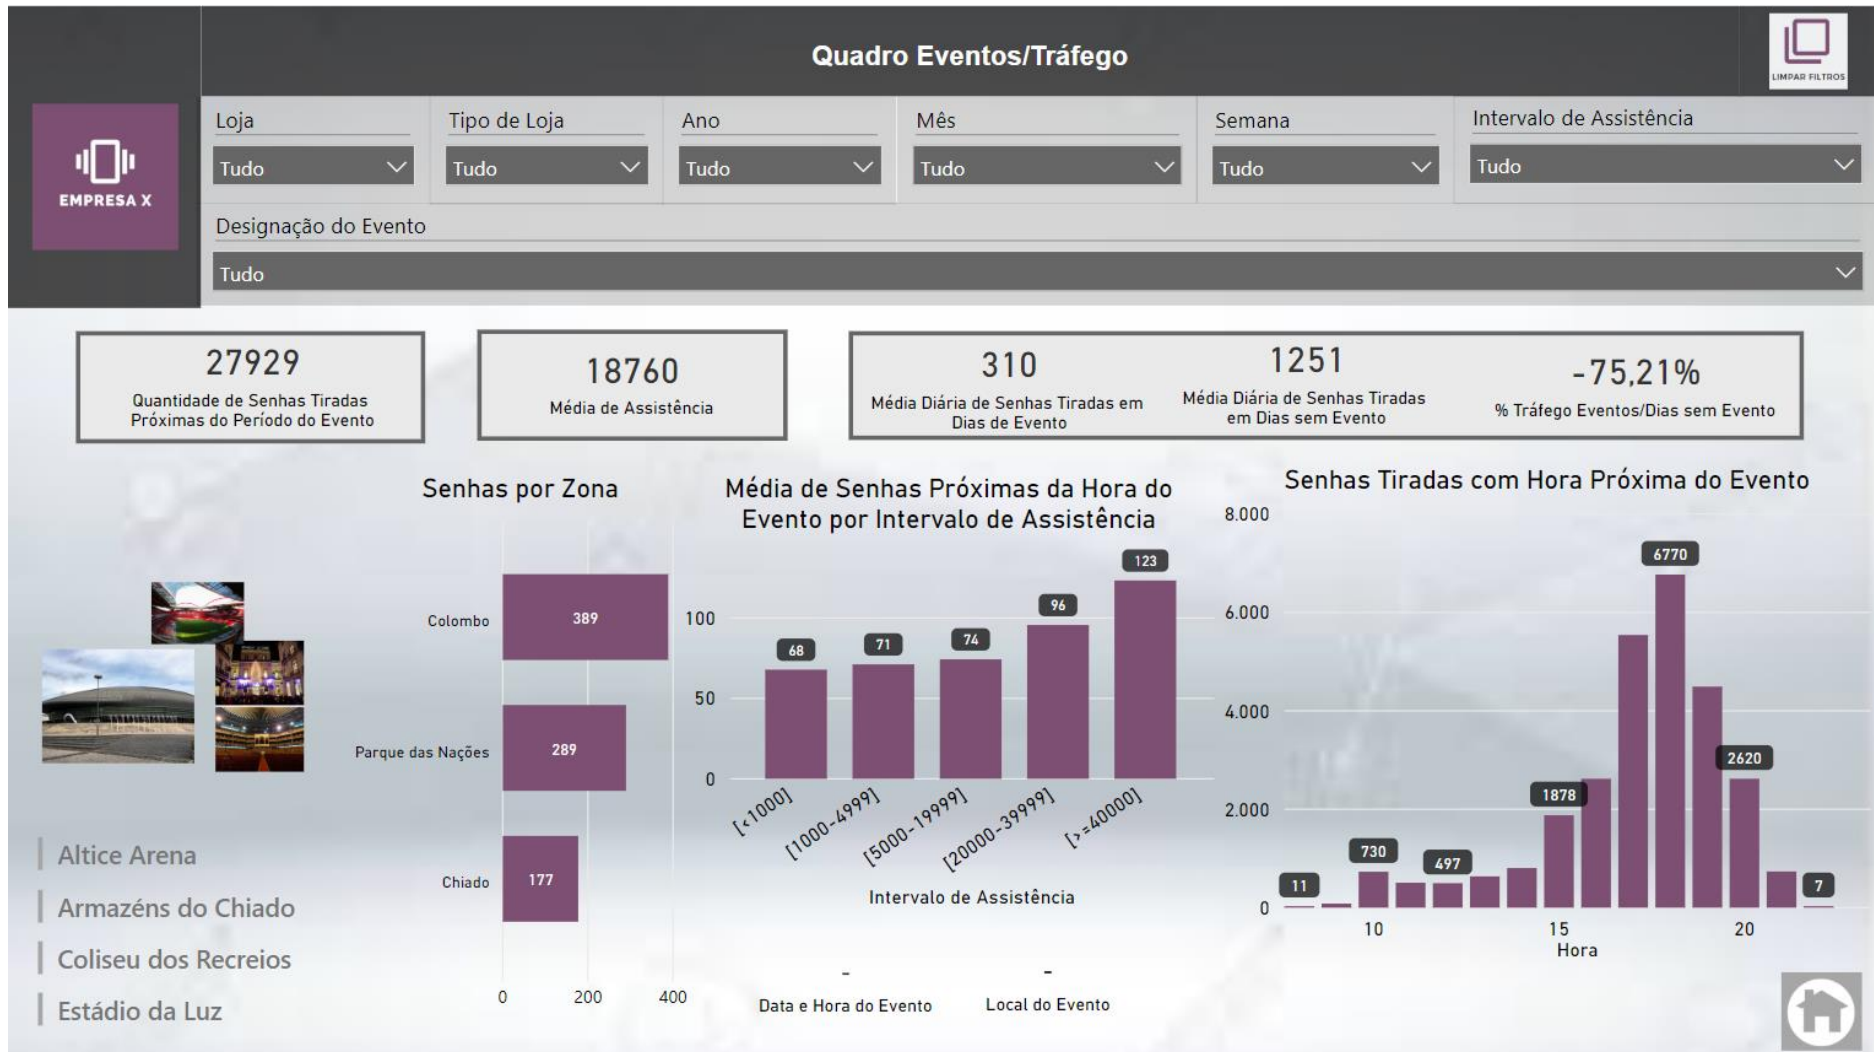 Quadro Eventos/Tráfego
LIMPAR FILTROS
EMPRESA X
Loja
Tipo de Loja
Ano
Mês
Semana
Intervalo de Assistência
Tudo
Tudo
Tudo
Tudo
Tudo
Tudo
Designação do Evento
Tudo
27929
Quantidade de Senhas Tiradas
Próximas do Período do Evento
18760
Média de Assistência
310
Média Diária de Senhas Tiradas em
Dias de Evento
1251
Média Diária de Senhas Tiradas
em Dias sem Evento
-75,21%
% Tráfego Eventos/Dias sem Evento
Altice Arena
Armazéns do Chiado
Coliseu dos Recreios
Estádio da Luz
Senhas por Zona
Colombo
389
Parque das Nações
289
Chiado
177
0
200
400
Média de Senhas Próximas da Hora do
Evento por Intervalo de Assistência
100
50
0
68
71
74
96
123
[<1000]
[1000-4999]
[5000-19999]
[20000-39999]
[>=40000]
Intervalo de Assistência
-
Data e Hora do Evento
-
Local do Evento
Senhas Tiradas com Hora Próxima do Evento
8.000
6.000
4.000
2.000
0
11
730
497
1878
6770
2620
7
10
15
20
Hora